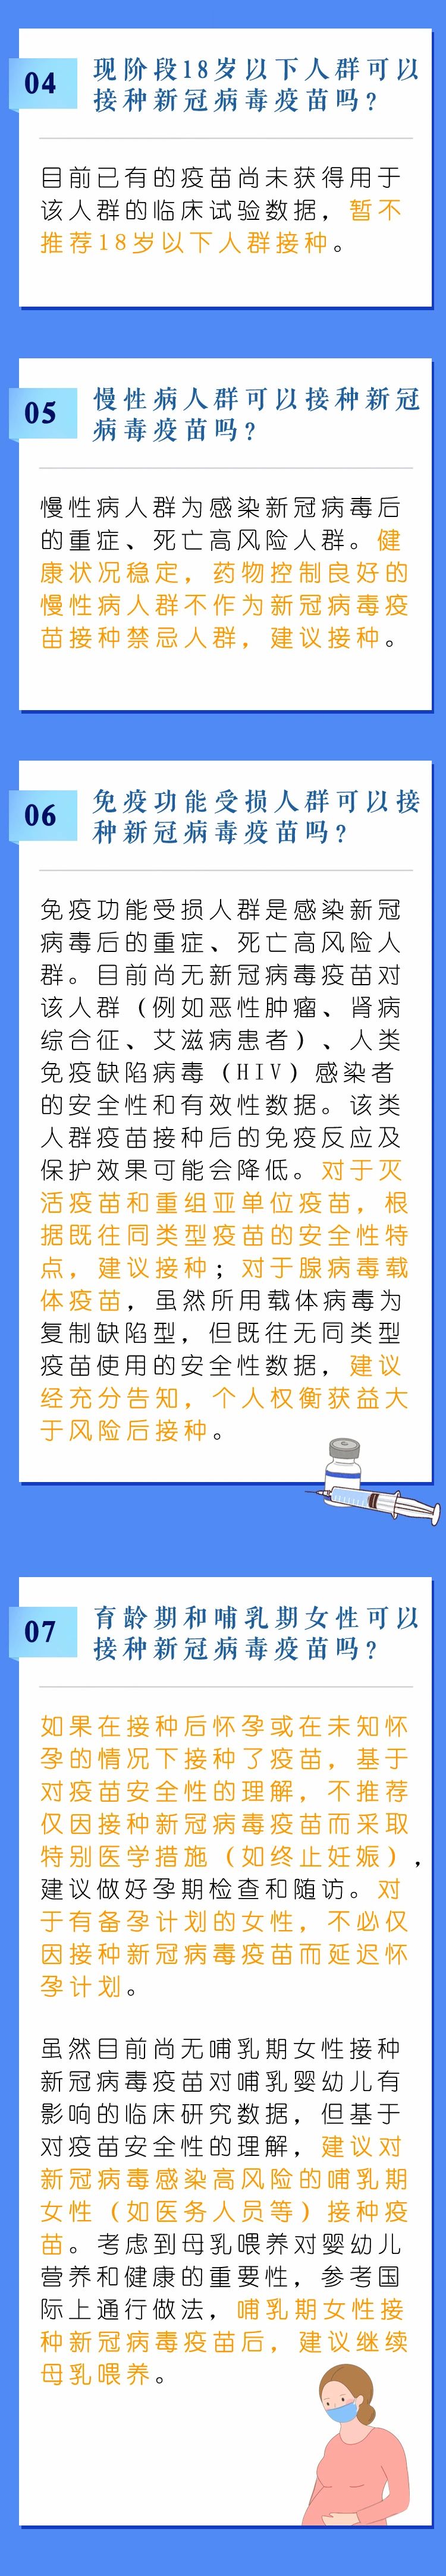 04
现阶段18岁以下人群可以
接种新冠病毒疫苗吗?
目前已有的疫苗尚未获得用于
该人群的临床试验数据，暂不
推荐18岁以下人群接种。
05
慢性病人群可以接种新冠
病毒疫苗吗?
慢性病人群为感染新冠病毒后
的重症、死亡高风险人群。健
康状况稳定，药物控制良好的
慢性病人群不作为新冠病毒疫
苗接种禁忌人群，建议接种。
06
免疫功能受损人群可以接
种新冠病毒疫苗吗?
免疫功能受损人群是感染新冠
病毒后的重症、死亡高风险人
群。目前尚无新冠病毒疫苗对
该人群（例如恶性肿瘤、肾病
综合征、艾滋病患者）、人类
免疫缺陷病毒（HIV）感染者
的安全性和有效性数据。该类
人群疫苗接种后的免疫反应及
保护效果可能会降低。对于灭
活疫苗和重组亚单位疫苗，根
据既往同类型疫苗的安全性特
点，建议接种；对于腺病毒载
体疫苗，虽然所用载体病毒为
复制缺陷型，但既往无同类型
疫苗使用的安全性数据，建议
经充分告知，个人权衡获益大
于风险后接种。
07
育龄期和哺乳期女性可以
接种新冠病毒疫苗吗?
如果在接种后怀孕或在未知怀
孕的情况下接种了疫苗，基于
对疫苗安全性的理解，不推荐
仅因接种新冠病毒疫苗而采取
特别医学措施（如终止妊娠），
建议做好孕期检查和随访。对
于有备孕计划的女性，不必仅
因接种新冠病毒疫苗而延迟怀
孕计划。
虽然目前尚无哺乳期女性接种
新冠病毒疫苗对哺乳婴幼儿有
影响的临床研究数据，但基于
对疫苗安全性的理解，建议对
新冠病毒感染高风险的哺乳期
女性（如医务人员等）接种疫
苗。考虑到母乳喂养对婴幼儿
营养和健康的重要性，参考国
际上通行做法，哺乳期女性接
种新冠病毒疫苗后，建议继续
母乳喂养。